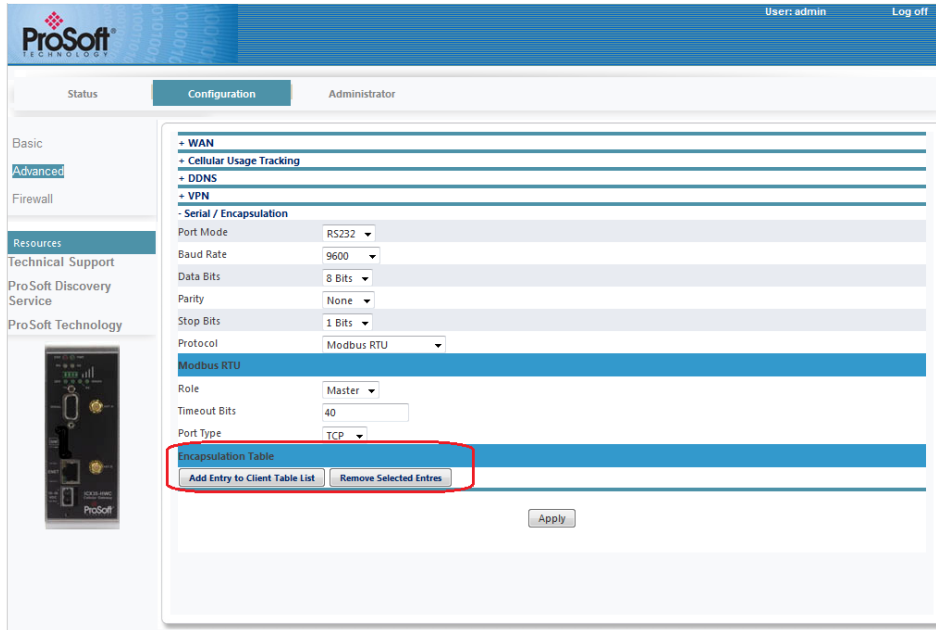 User: admin
Log off
ProSoft
TECHNOLOGY
Status
Configuration
Administrator
Basic
Advanced
Firewall
Resources
Technical Support
ProSoft Discovery
Service
ProSoft Technology
+ WAN
+ Cellular Usage Tracking
+ DDNS
+ VPN
- Serial / Encapsulation
Port Mode RS232
Baud Rate 9600
Data Bits 8 Bits
Parity None
Stop Bits 1 Bits
Protocol Modbus RTU
Modbus RTU
Role Master
Timeout Bits 40
Port Type TCP
Encapsulation Table
Add Entry to Client Table List Remove Selected Entres
Apply
ProSoft